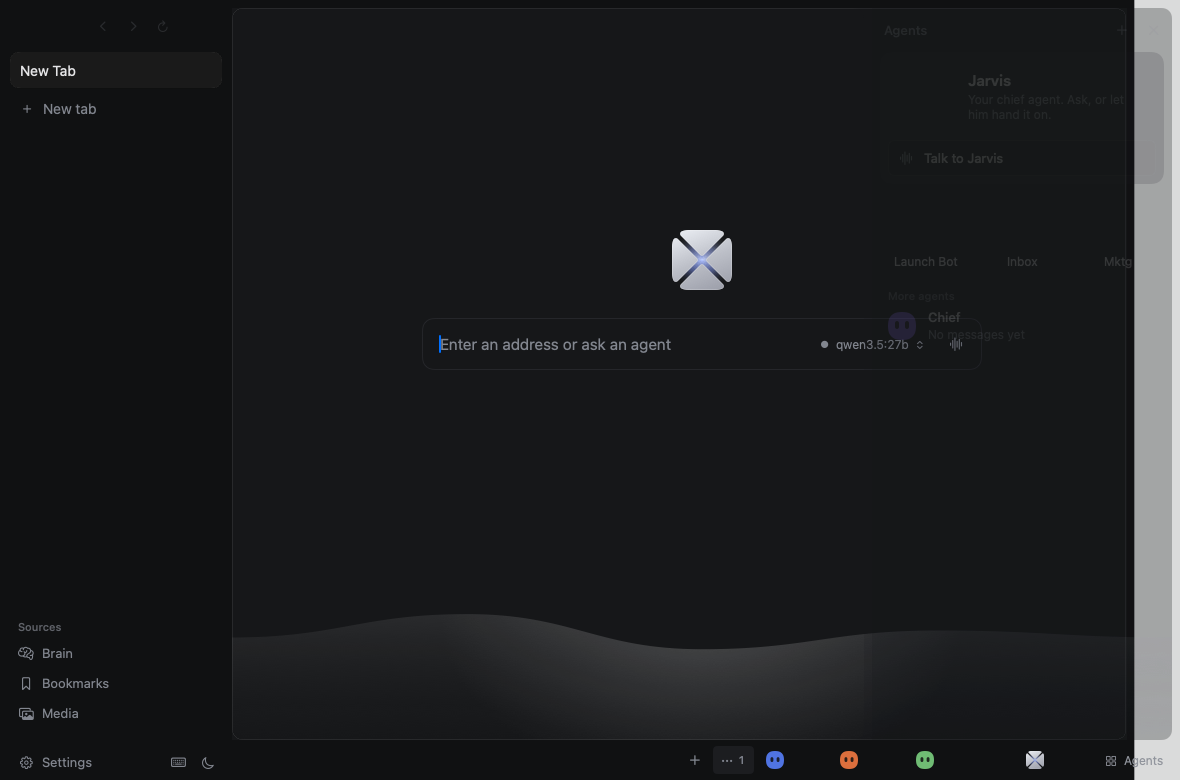 New Tab
New tab
Agents
Jarvis
Your chief agent. Ask, or let
him hand it on.
Talk to Jarvis
Launch Bot
Inbox
Mktg
More agents
Chief
No messages yet
Enter an address or ask an agent
qwen3.5:27b
Sources
Brain
Bookmarks
Media
Settings
1
Agents